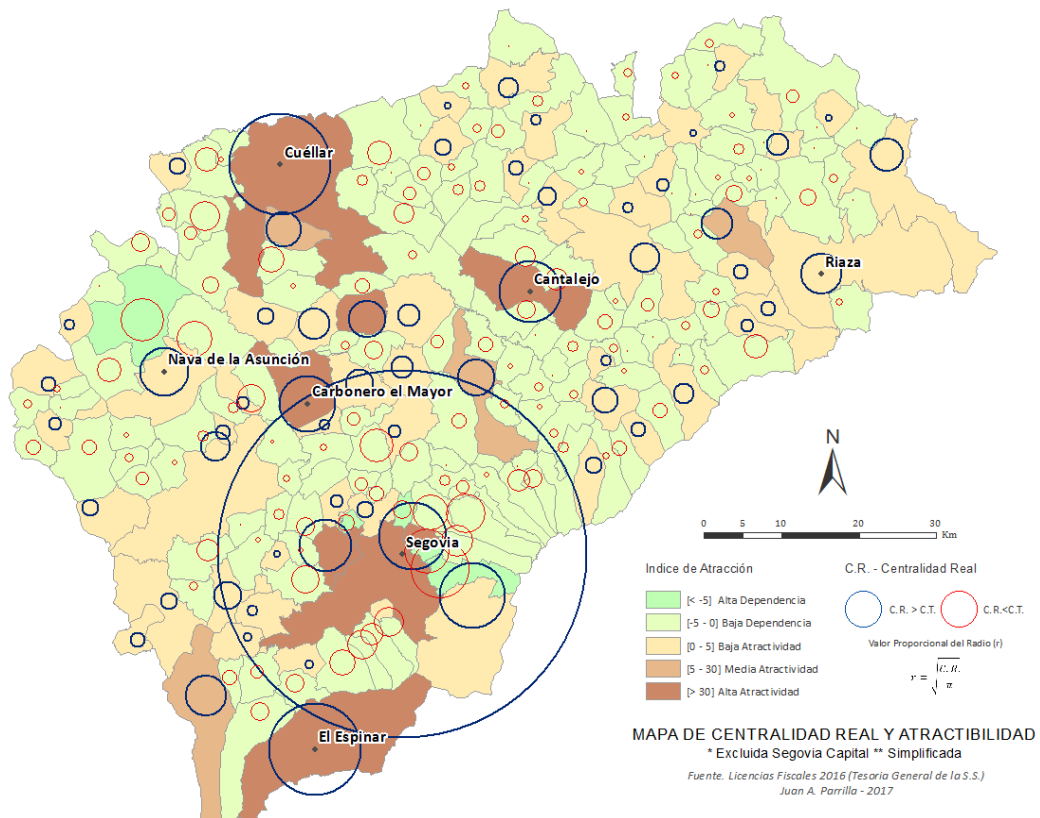 Cuéllar
Riaza
Cantalejo
Nava de la Asunción
Carbonero el Mayor
Segovia
El Espinar
N
0 5 10 20 30
Km
Indice de Atracción
[< -5] Alta Dependencia
[-5 - 0] Baja Dependencia
[0 - 5] Baja Atractividad
[5 - 30] Media Atractividad
[> 30] Alta Atractividad
C.R. - Centralidad Real
C.R. > C.T.
C.R.<C.T.
Valor Proporcional del Radio (r)
r = √(C.R./π)
MAPA DE CENTRALIDAD REAL Y ATRACTIBILIDAD
* Excluida Segovia Capital ** Simplificada
Fuente. Licencias Fiscales 2016 (Tesoria General de la S.S.)
Juan A. Parrilla - 2017